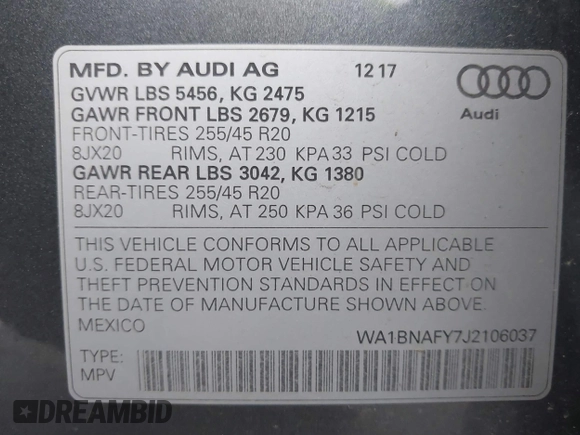 MFD. BY AUDI AG 12 17
GVWR LBS 5456, KG 2475
GAWR FRONT LBS 2679, KG 1215
Audi
FRONT-TIRES 255/45 R20
8JX20 RIMS, AT 230 KPA 33 PSI COLD
GAWR REAR LBS 3042, KG 1380
REAR-TIRES 255/45 R20
8JX20 RIMS, AT 250 KPA 36 PSI COLD
THIS VEHICLE CONFORMS TO ALL APPLICABLE
U.S. FEDERAL MOTOR VEHICLE SAFETY AND
THEFT PREVENTION STANDARDS IN EFFECT ON
THE DATE OF MANUFACTURE SHOWN ABOVE.
MEXICO
WA1BNAFY7J2106037
TYPE:
MPV
DREAMBID